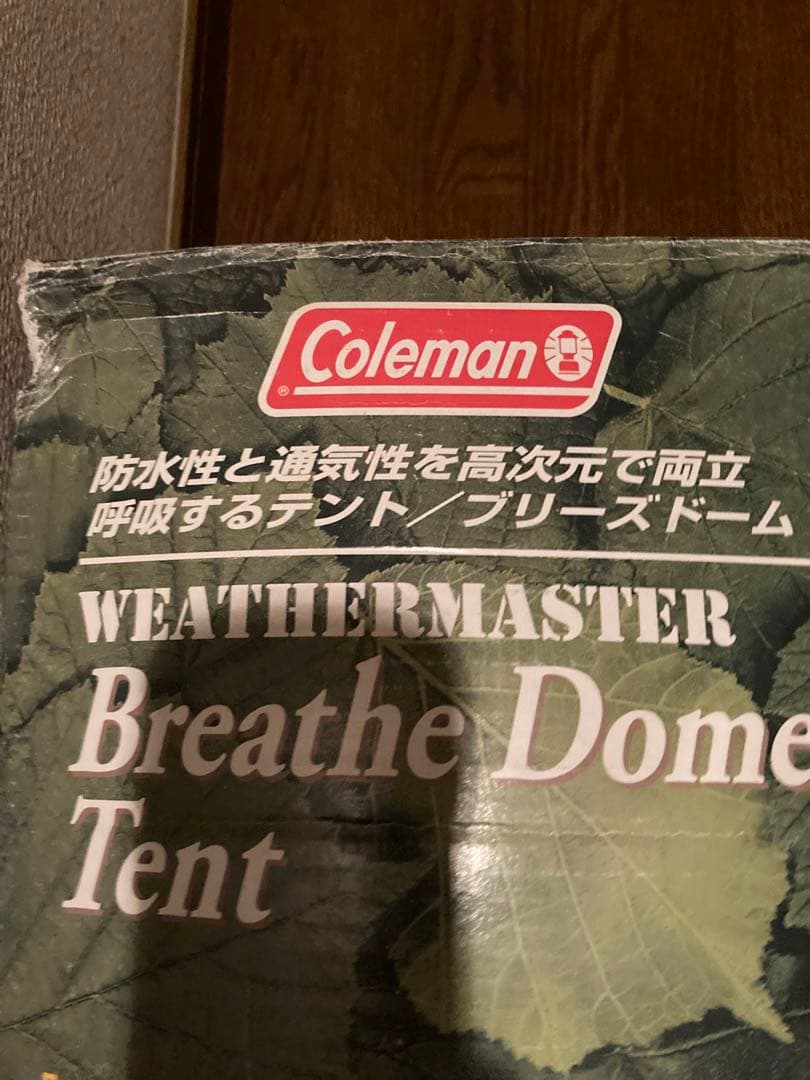 Coleman
®
防水性と通気性を高次元で両立
呼吸するテント／ブリーズドーム
WEATHERMASTER
Breathe Dome
Tent